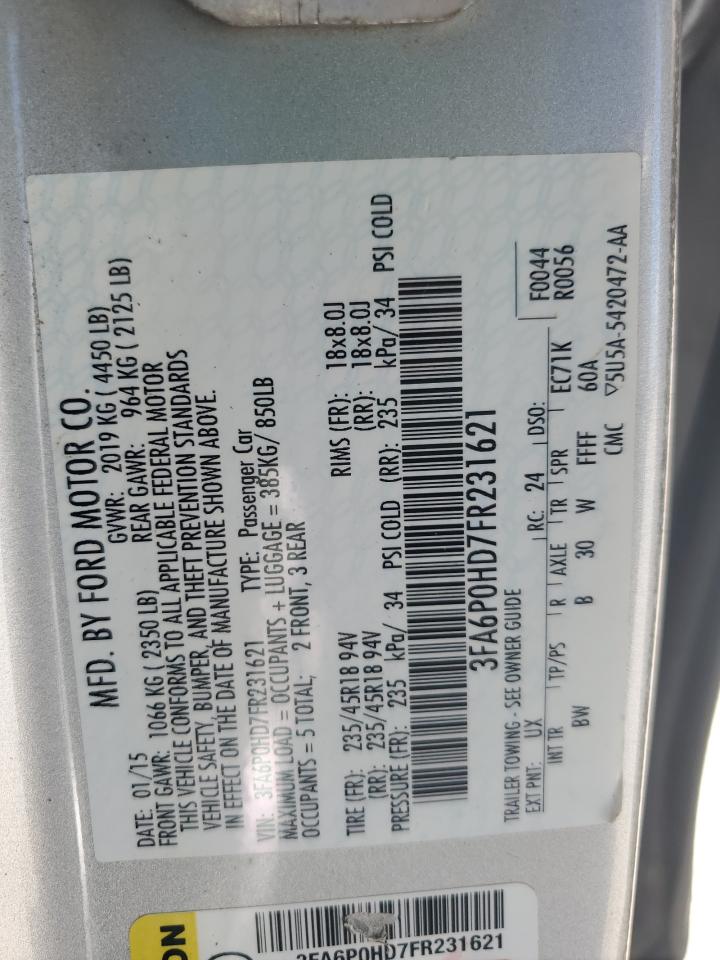 MFD. BY FORD MOTOR CO.
DATE: 01/15 GVWR: 2019 KG ( 4450 LB)
FRONT GAWR: 1066 KG ( 2350 LB) REAR GAWR: 964 KG ( 2125 LB)
THIS VEHICLE CONFORMS TO ALL APPLICABLE FEDERAL MOTOR
VEHICLE SAFETY, BUMPER, AND THEFT PREVENTION STANDARDS
IN EFFECT ON THE DATE OF MANUFACTURE SHOWN ABOVE.
VIN: 3FA6P0HD7FR231621 TYPE: Passenger Car
MAXIMUM LOAD = OCCUPANTS + LUGGAGE = 385KG/ 850LB
OCCUPANTS = 5 TOTAL; 2 FRONT, 3 REAR
TIRE (FR): 235/45R18 94V RIMS (FR): 18x8.0J
(RR): 235/45R18 94V (RR): 18x8.0J
PRESSURE (FR): 235 kPa/ 34 PSI COLD (RR): 235 kPa/ 34 PSI COLD
3FA6P0HD7FR231621
F0044
R0056
TRAILER TOWING - SEE OWNER GUIDE
EXT PNT: UX RC: 24 DSO:
INT TR TP/PS R AXLE TR SPR EC71K
BW B 30 W FFFF 60A
CMC ▽5U5A-5420472-AA
ON
3FA6P0HD7FR231621